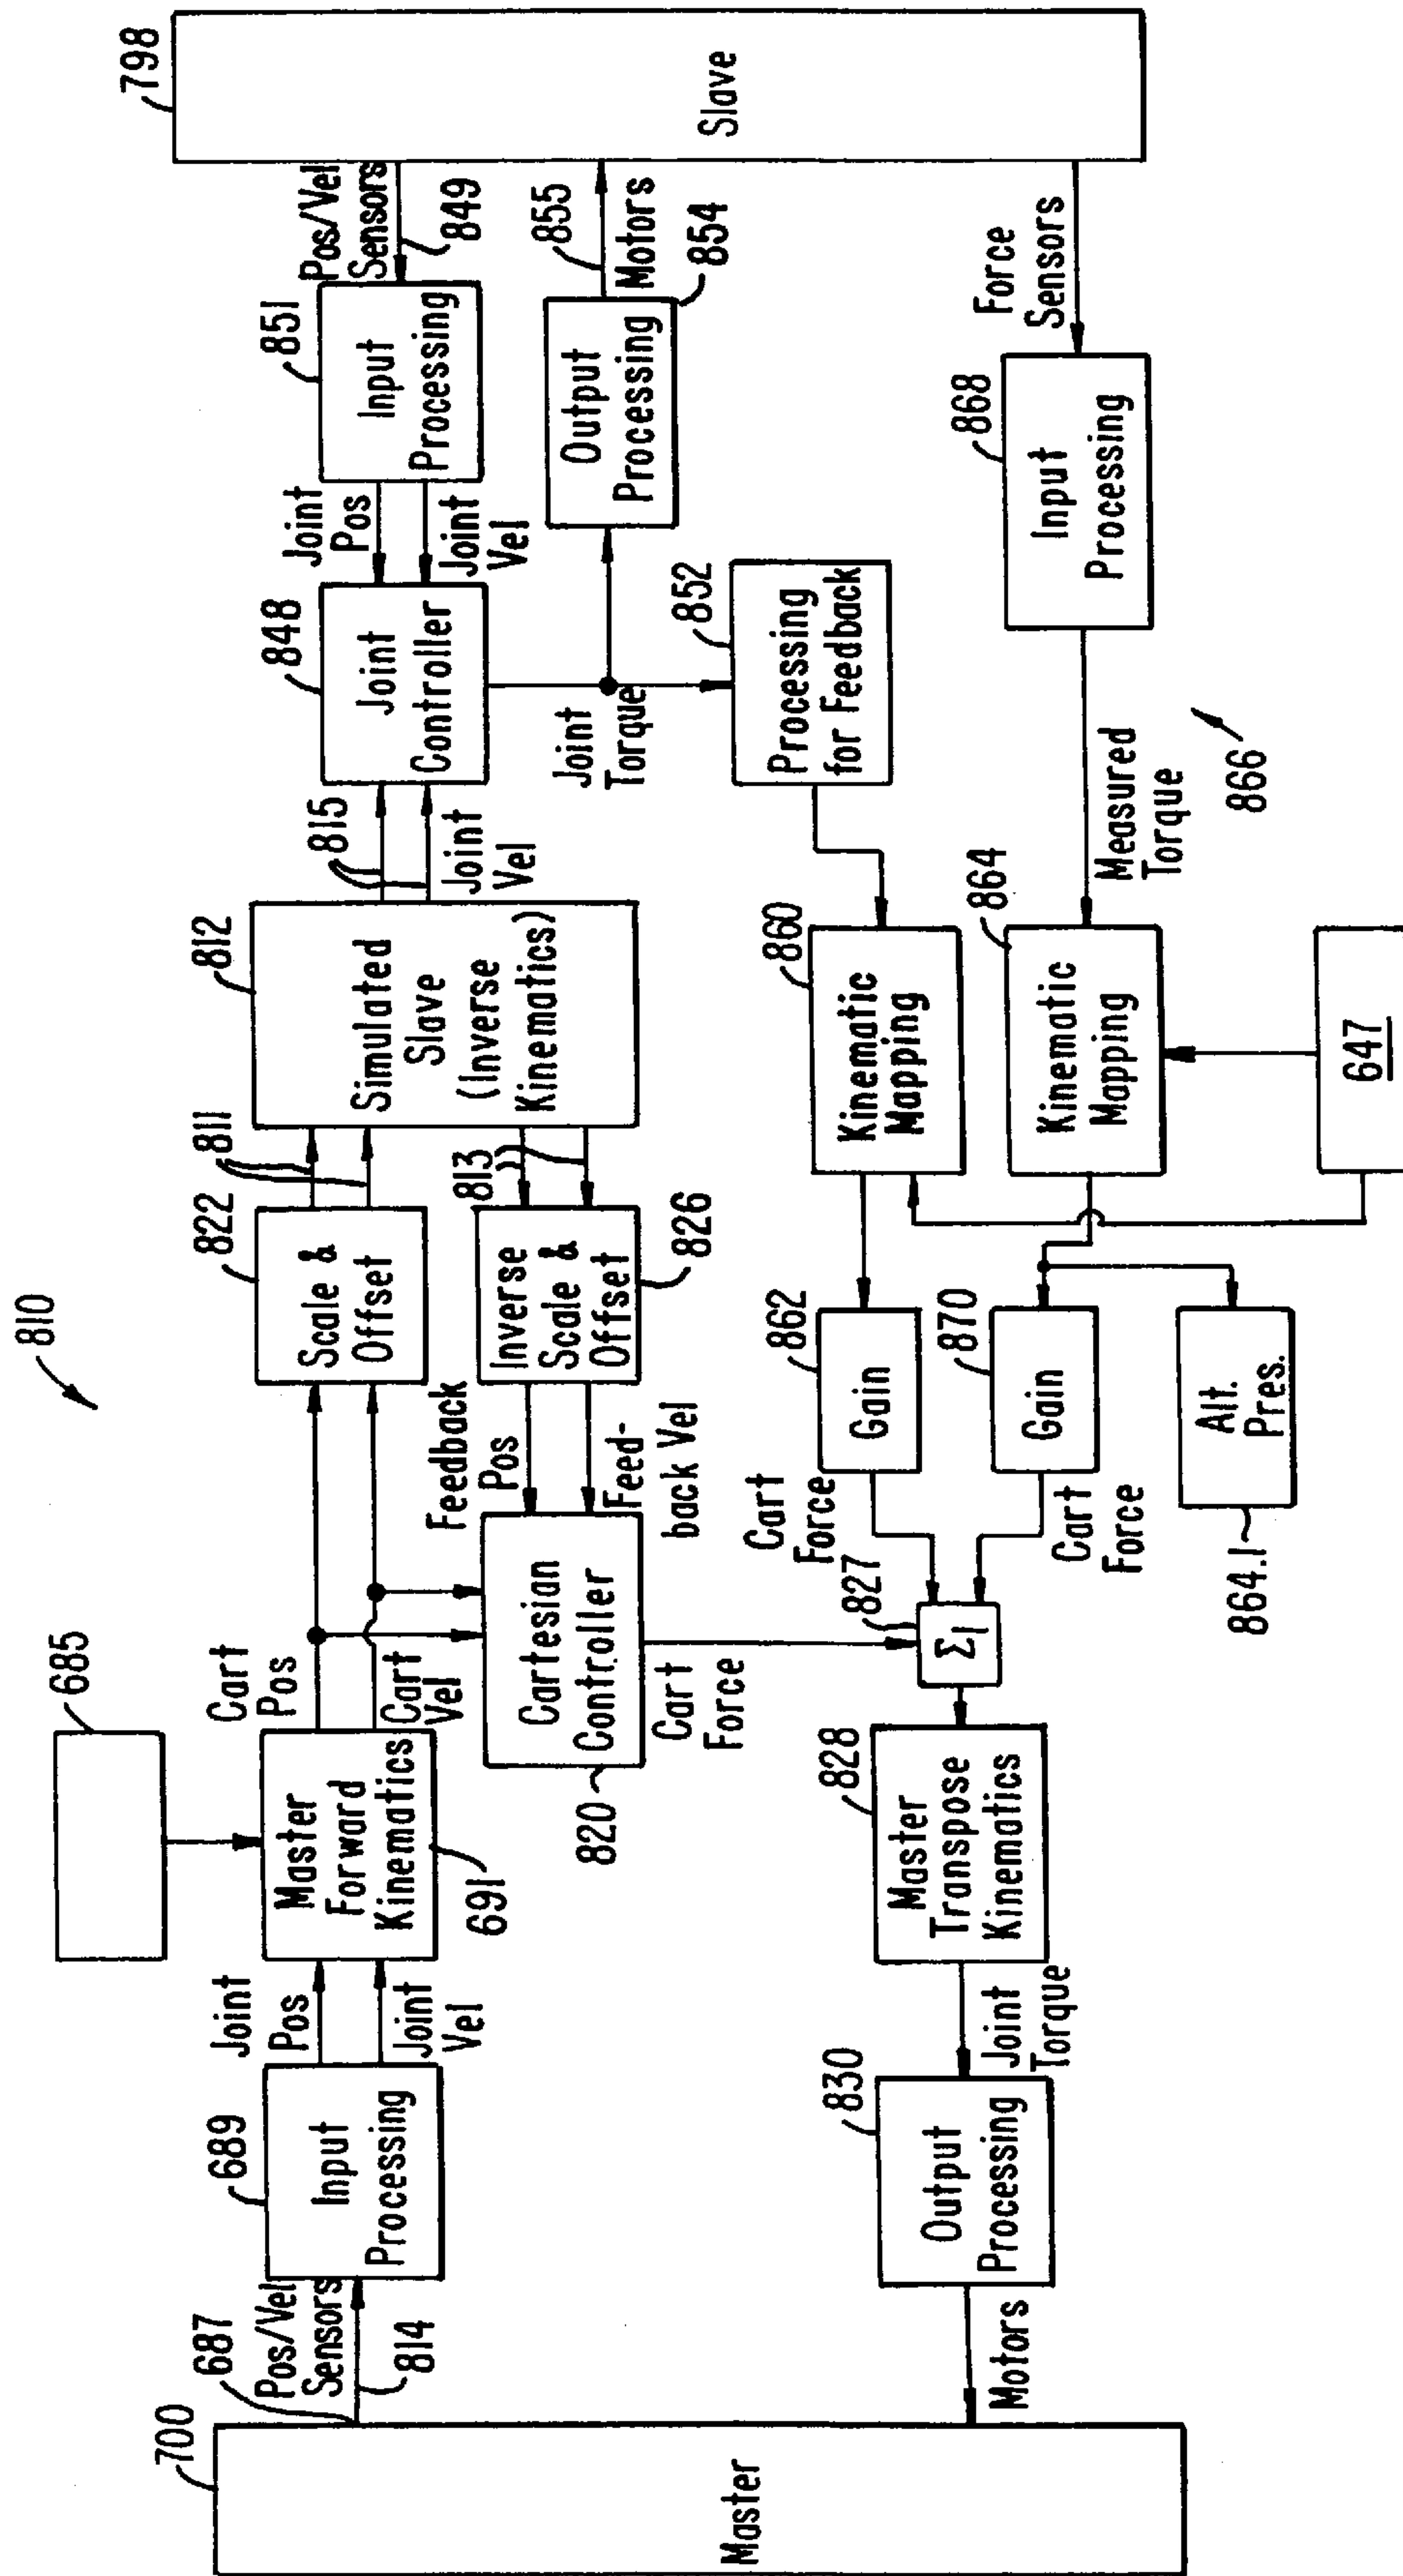 810
700
Master
687
Pos/Vel
Sensors
814
689
Input
Processing
Joint
Pos
Joint
Vel
685
Master
Forward
Kinematics
691
Cart
Pos
Cart
Vel
822
Scale &
Offset
811
812
Simulated
Slave
(Inverse
Kinematics)
815
Joint
Vel
848
Joint
Controller
Joint
Pos
Joint
Vel
851
Input
Processing
Pos/Vel
Sensors
849
798
Slave
820
Cartesian
Controller
Feedback
Pos
Feed-
back Vel
Inverse
Scale &
Offset
826
813
Cart
Force
Joint
Torque
Output
Processing
854
855
Motors
852
Processing
for Feedback
860
Kinematic
Mapping
862
Gain
Cart
Force
827
Σ1
828
Master
Transpose
Kinematics
Joint
Torque
830
Output
Processing
Motors
870
Gain
Cart
Force
Alt.
Pres.
864.1
864
Kinematic
Mapping
Measured
Torque
866
868
Input
Processing
Force
Sensors
647